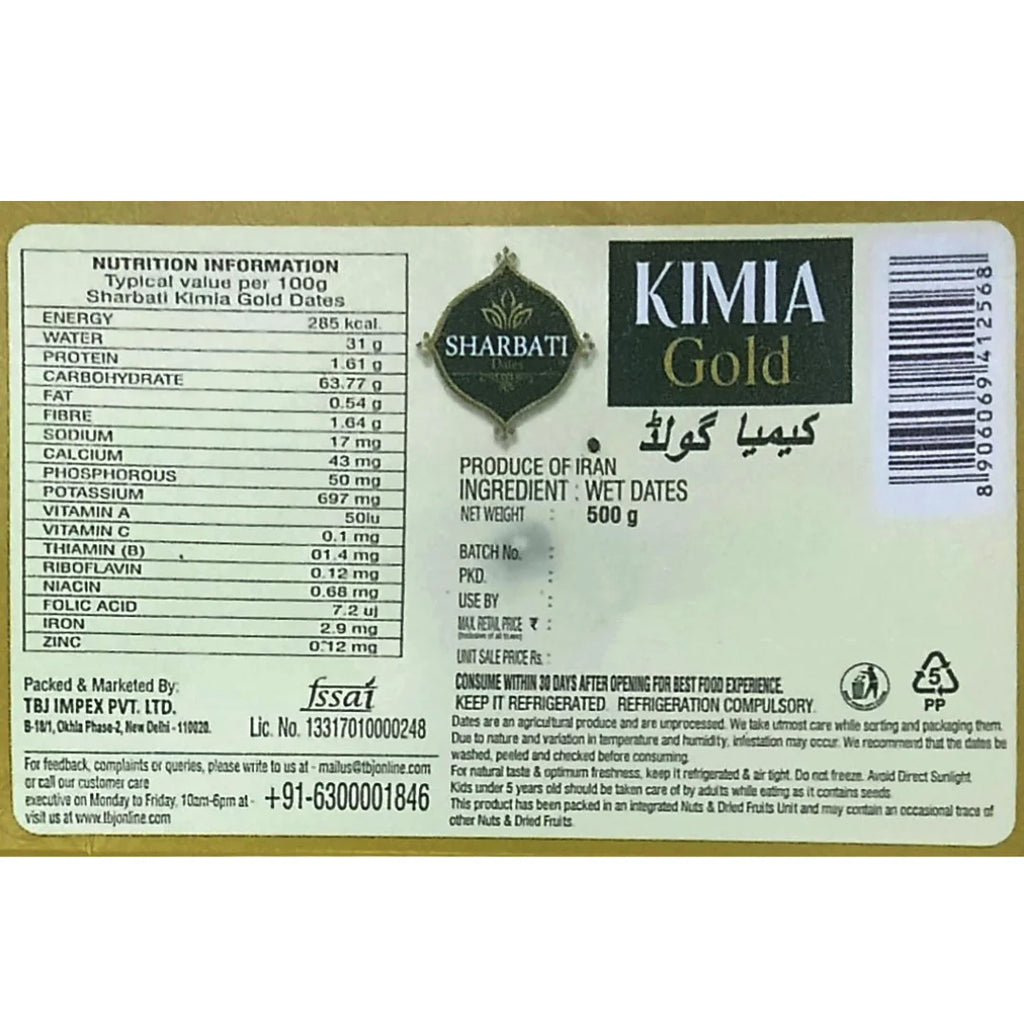 NUTRITION INFORMATION
Typical value per 100g
Sharbati Kimia Gold Dates
ENERGY 285 kcal.
WATER 31 g
PROTEIN 1.61 g
CARBOHYDRATE 63.77 g
FAT 0.54 g
FIBRE 1.64 g
SODIUM 17 mg
CALCIUM 43 mg
PHOSPHOROUS 50 mg
POTASSIUM 697 mg
VITAMIN A 50Iu
VITAMIN C 0.1 mg
THIAMIN (B) 01.4 mg
RIBOFLAVIN 0.12 mg
NIACIN 0.68 mg
FOLIC ACID 7.2 uj
IRON 2.9 mg
ZINC 0.12 mg
Packed & Marketed By:
TBJ IMPEX PVT. LTD.
B-18/1, Okhla Phase-2, New Delhi - 110020.
fssai
Lic. No. 13317010000248
For feedback, complaints or queries, please write to us at - mailus@tbjonline.com
or call our customer care
executive on Monday to Friday, 10am-6pm at - +91-6300001846
visit us at www.tbjonline.com
SHARBATI
Dates
KIMIA
Gold
کیمیا گولڈ
PRODUCE OF IRAN
INGREDIENT : WET DATES
NET WEIGHT : 500 g
BATCH No. :
PKD. :
USE BY :
MAX. RETAIL PRICE ₹ :
(Inclusive of all taxes)
UNIT SALE PRICE Rs. :
CONSUME WITHIN 30 DAYS AFTER OPENING FOR BEST FOOD EXPERIENCE.
KEEP IT REFRIGERATED. REFRIGERATION COMPULSORY.
Dates are an agricultural produce and are unprocessed. We take utmost care while sorting and packaging them.
Due to nature and variation in temperature and humidity, infestation may occur. We recommend that the dates be
washed, peeled and checked before consuming.
For natural taste & optimum freshness, keep it refrigerated & air tight. Do not freeze. Avoid Direct Sunlight.
Kids under 5 years old should be taken care of by adults while eating as it contains seeds.
This product has been packed in an integrated Nuts & Dried Fruits Unit and may contain an occasional trace of
other Nuts & Dried Fruits.
5
PP
8 906069 412568